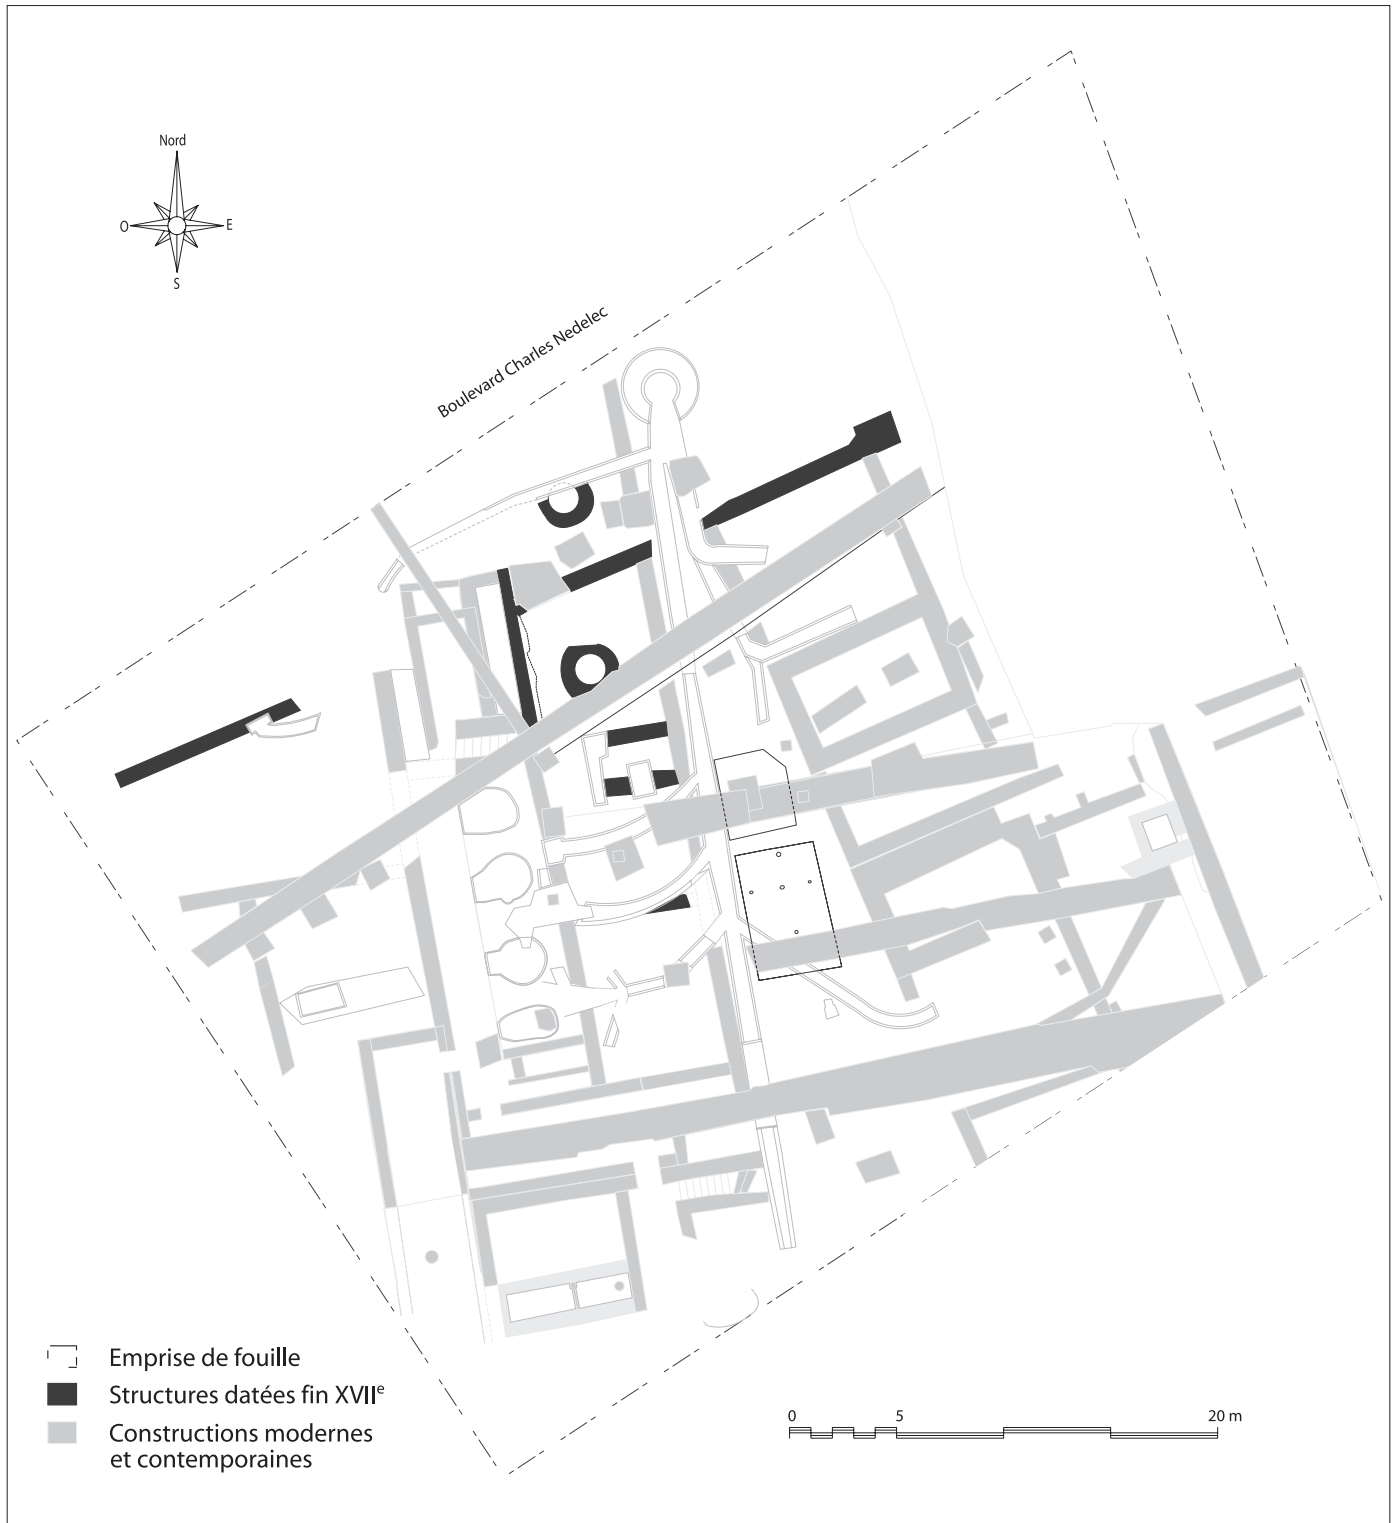 Nord
O
E
S
Boulevard Charles Nedelec
Emprise de fouille
Structures datées fin XVIIᵉ
Constructions modernes
et contemporaines
0 5 20 m